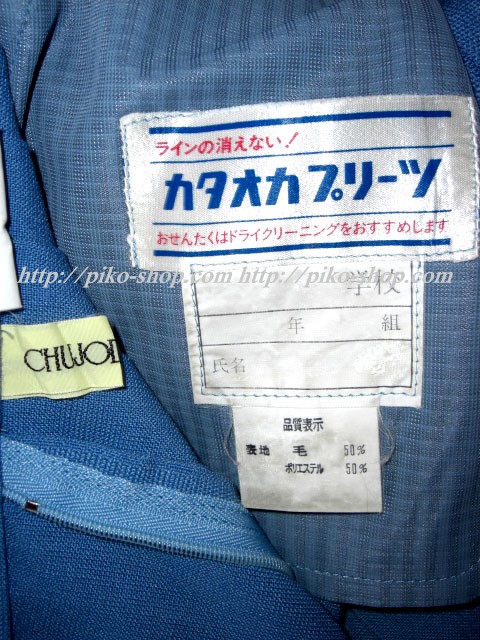 ラインの消えない!
カタオカプリーツ
おせんたくはドライクリーニングをおすすめします
http://piko-shop.com http://piko-shop.com
学校
年 組
氏名
CHUJO
品質表示
表地 毛 50%
ポリエステル 50%